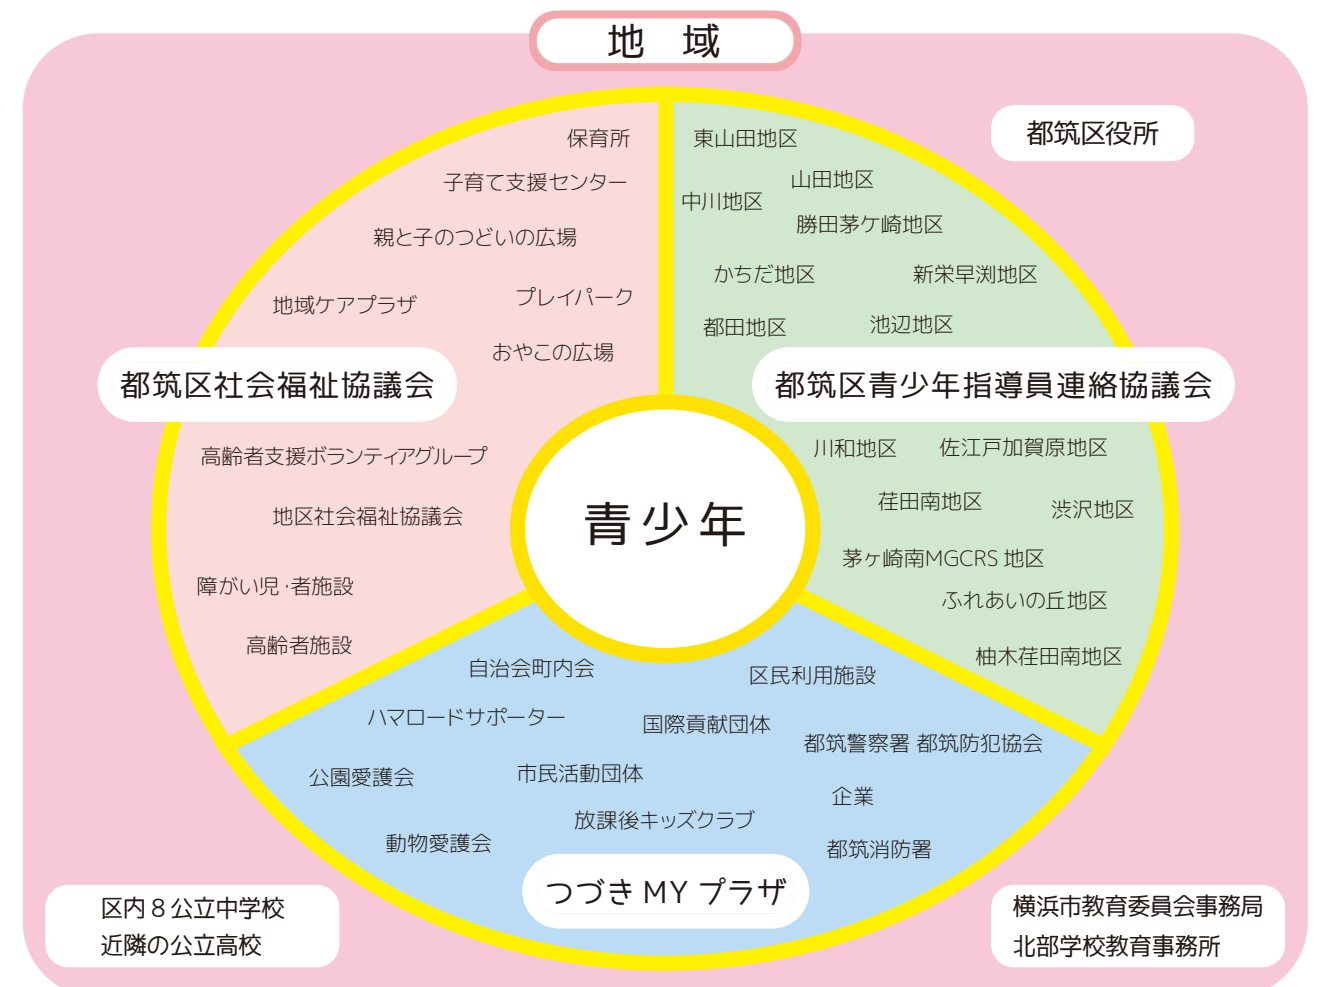 地 域
都筑区役所
保育所
子育て支援センター
親と子のつどいの広場
地域ケアプラザ
プレイパーク
おやこの広場
都筑区社会福祉協議会
高齢者支援ボランティアグループ
地区社会福祉協議会
障がい児・者施設
高齢者施設
東山田地区
山田地区
中川地区
勝田茅ケ崎地区
かちだ地区
新栄早渕地区
都田地区
池辺地区
都筑区青少年指導員連絡協議会
川和地区
佐江戸加賀原地区
荏田南地区
渋沢地区
茅ヶ崎南MGCRS 地区
ふれあいの丘地区
柚木荏田南地区
青少年
自治会町内会
区民利用施設
ハマロードサポーター
国際貢献団体
都筑警察署 都筑防犯協会
公園愛護会
市民活動団体
企業
放課後キッズクラブ
動物愛護会
都筑消防署
つづき MY プラザ
区内8公立中学校
近隣の公立高校
横浜市教育委員会事務局
北部学校教育事務所